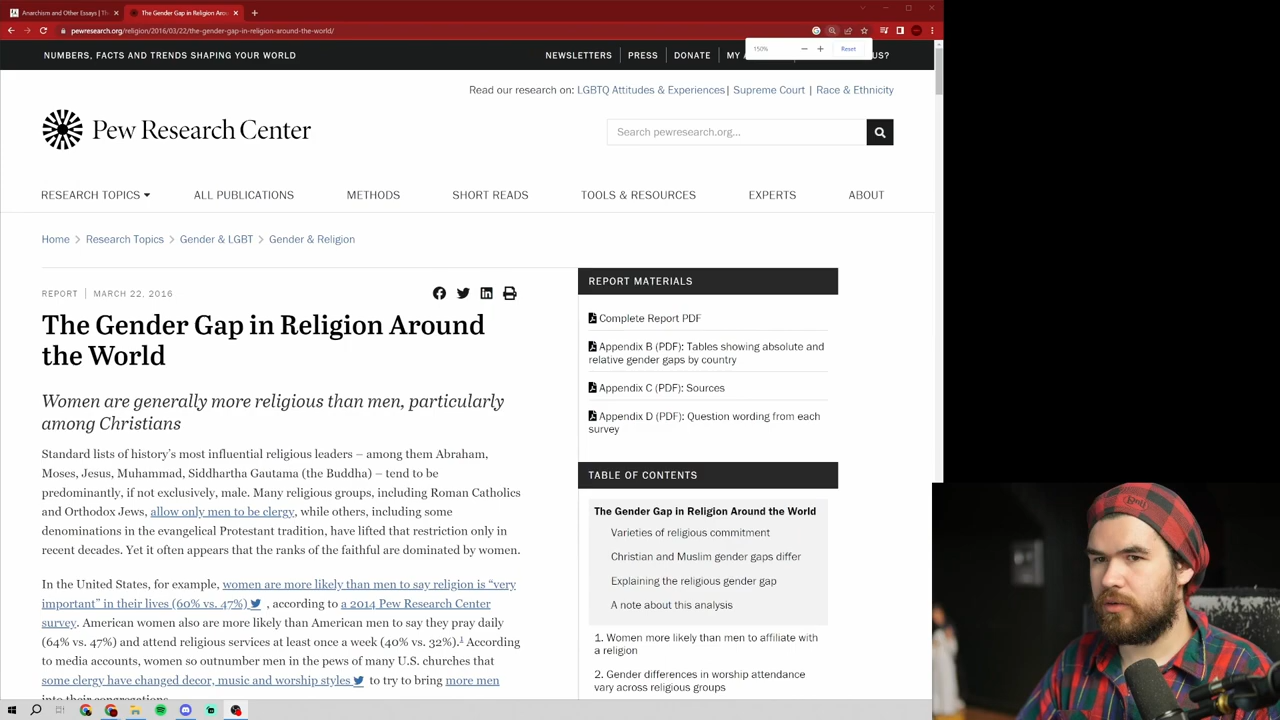 Anarchism and Other Essays | Th
The Gender Gap in Religion Arou
pewresearch.org/religion/2016/03/22/the-gender-gap-in-religion-around-the-world/
150%
Reset
NUMBERS, FACTS AND TRENDS SHAPING YOUR WORLD
NEWSLETTERS
PRESS
DONATE
MY A
US?
Read our research on: LGBTQ Attitudes & Experiences | Supreme Court | Race & Ethnicity
Pew Research Center
Search pewresearch.org...
RESEARCH TOPICS
ALL PUBLICATIONS
METHODS
SHORT READS
TOOLS & RESOURCES
EXPERTS
ABOUT
Home > Research Topics > Gender & LGBT > Gender & Religion
REPORT | MARCH 22, 2016
The Gender Gap in Religion Around
the World
Women are generally more religious than men, particularly
among Christians
Standard lists of history's most influential religious leaders – among them Abraham,
Moses, Jesus, Muhammad, Siddhartha Gautama (the Buddha) – tend to be
predominantly, if not exclusively, male. Many religious groups, including Roman Catholics
and Orthodox Jews, allow only men to be clergy, while others, including some
denominations in the evangelical Protestant tradition, have lifted that restriction only in
recent decades. Yet it often appears that the ranks of the faithful are dominated by women.
In the United States, for example, women are more likely than men to say religion is “very
important” in their lives (60% vs. 47%) , according to a 2014 Pew Research Center
survey. American women also are more likely than American men to say they pray daily
(64% vs. 47%) and attend religious services at least once a week (40% vs. 32%).1 According
to media accounts, women so outnumber men in the pews of many U.S. churches that
some clergy have changed decor, music and worship styles to try to bring more men
into their congregations.
REPORT MATERIALS
Complete Report PDF
Appendix B (PDF): Tables showing absolute and
relative gender gaps by country
Appendix C (PDF): Sources
Appendix D (PDF): Question wording from each
survey
TABLE OF CONTENTS
The Gender Gap in Religion Around the World
Varieties of religious commitment
Christian and Muslim gender gaps differ
Explaining the religious gender gap
A note about this analysis
1. Women more likely than men to affiliate with
a religion
2. Gender differences in worship attendance
vary across religious groups